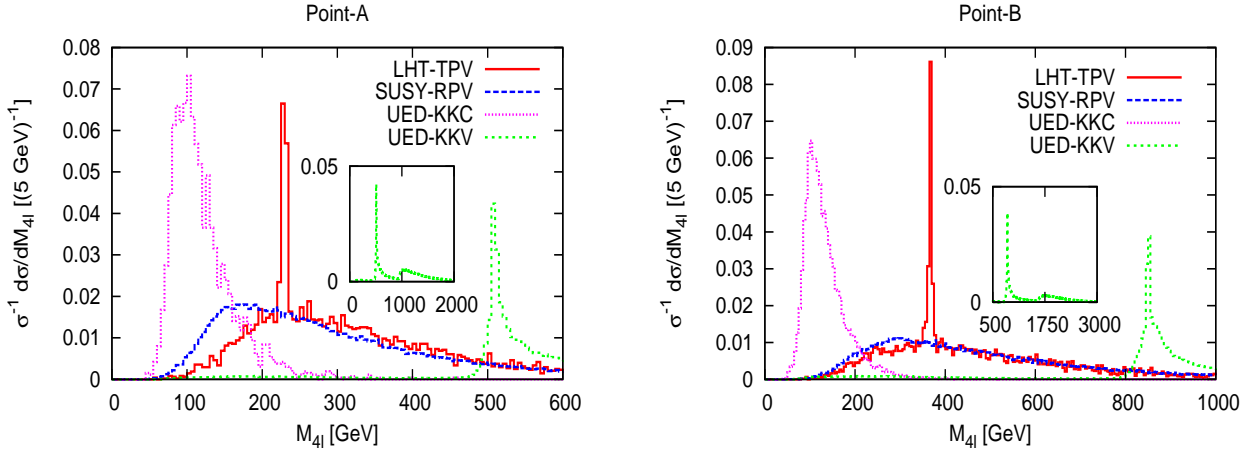 Point-A
σ⁻¹ dσ/dM₄ₗ [(5 GeV)⁻¹]
0.08
0.07
0.06
0.05
0.04
0.03
0.02
0.01
0
LHT-TPV
SUSY-RPV
UED-KKC
UED-KKV
0.05
0
0 1000 2000
0 100 200 300 400 500 600
M₄ₗ [GeV]
Point-B
σ⁻¹ dσ/dM₄ₗ [(5 GeV)⁻¹]
0.09
0.08
0.07
0.06
0.05
0.04
0.03
0.02
0.01
0
LHT-TPV
SUSY-RPV
UED-KKC
UED-KKV
0.05
0
500 1750 3000
0 200 400 600 800 1000
M₄ₗ [GeV]